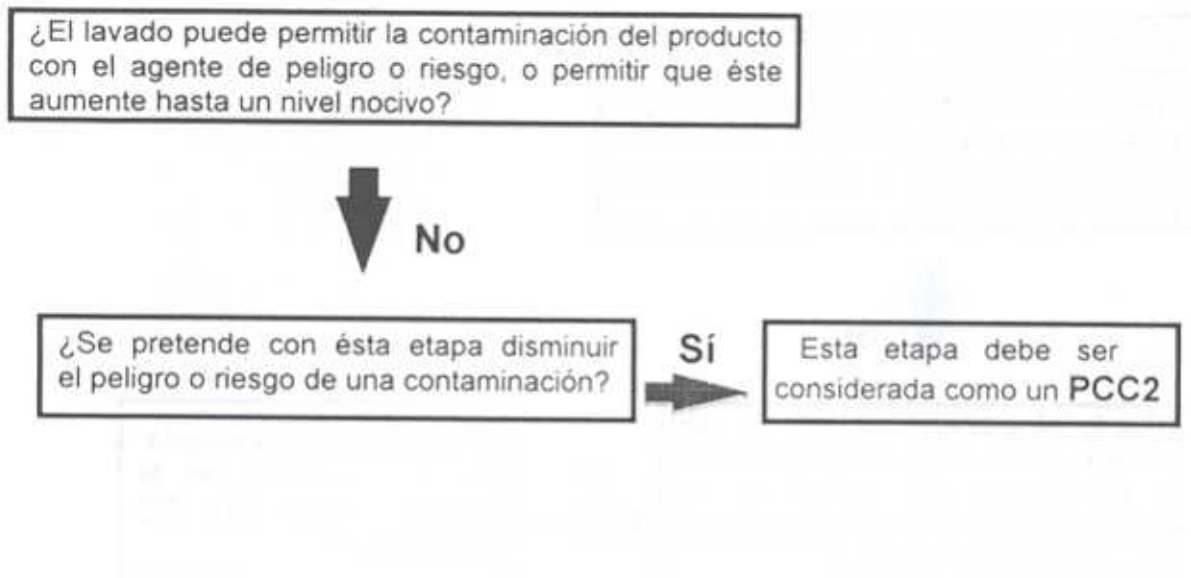 ¿El lavado puede permitir la contaminación del producto
con el agente de peligro o riesgo, o permitir que éste
aumente hasta un nivel nocivo?
No
¿Se pretende con ésta etapa disminuir
el peligro o riesgo de una contaminación?
Sí
Esta etapa debe ser
considerada como un PCC2